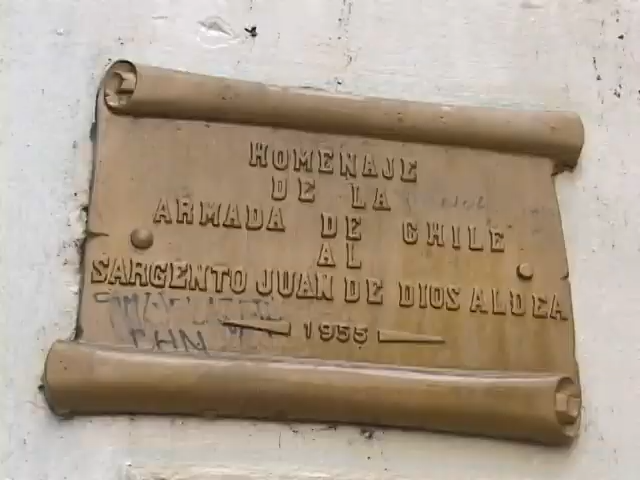 HOMENAJE
DE LA
ARMADA DE CHILE
AL
SARGENTO JUAN DE DIOS ALDEA
1955